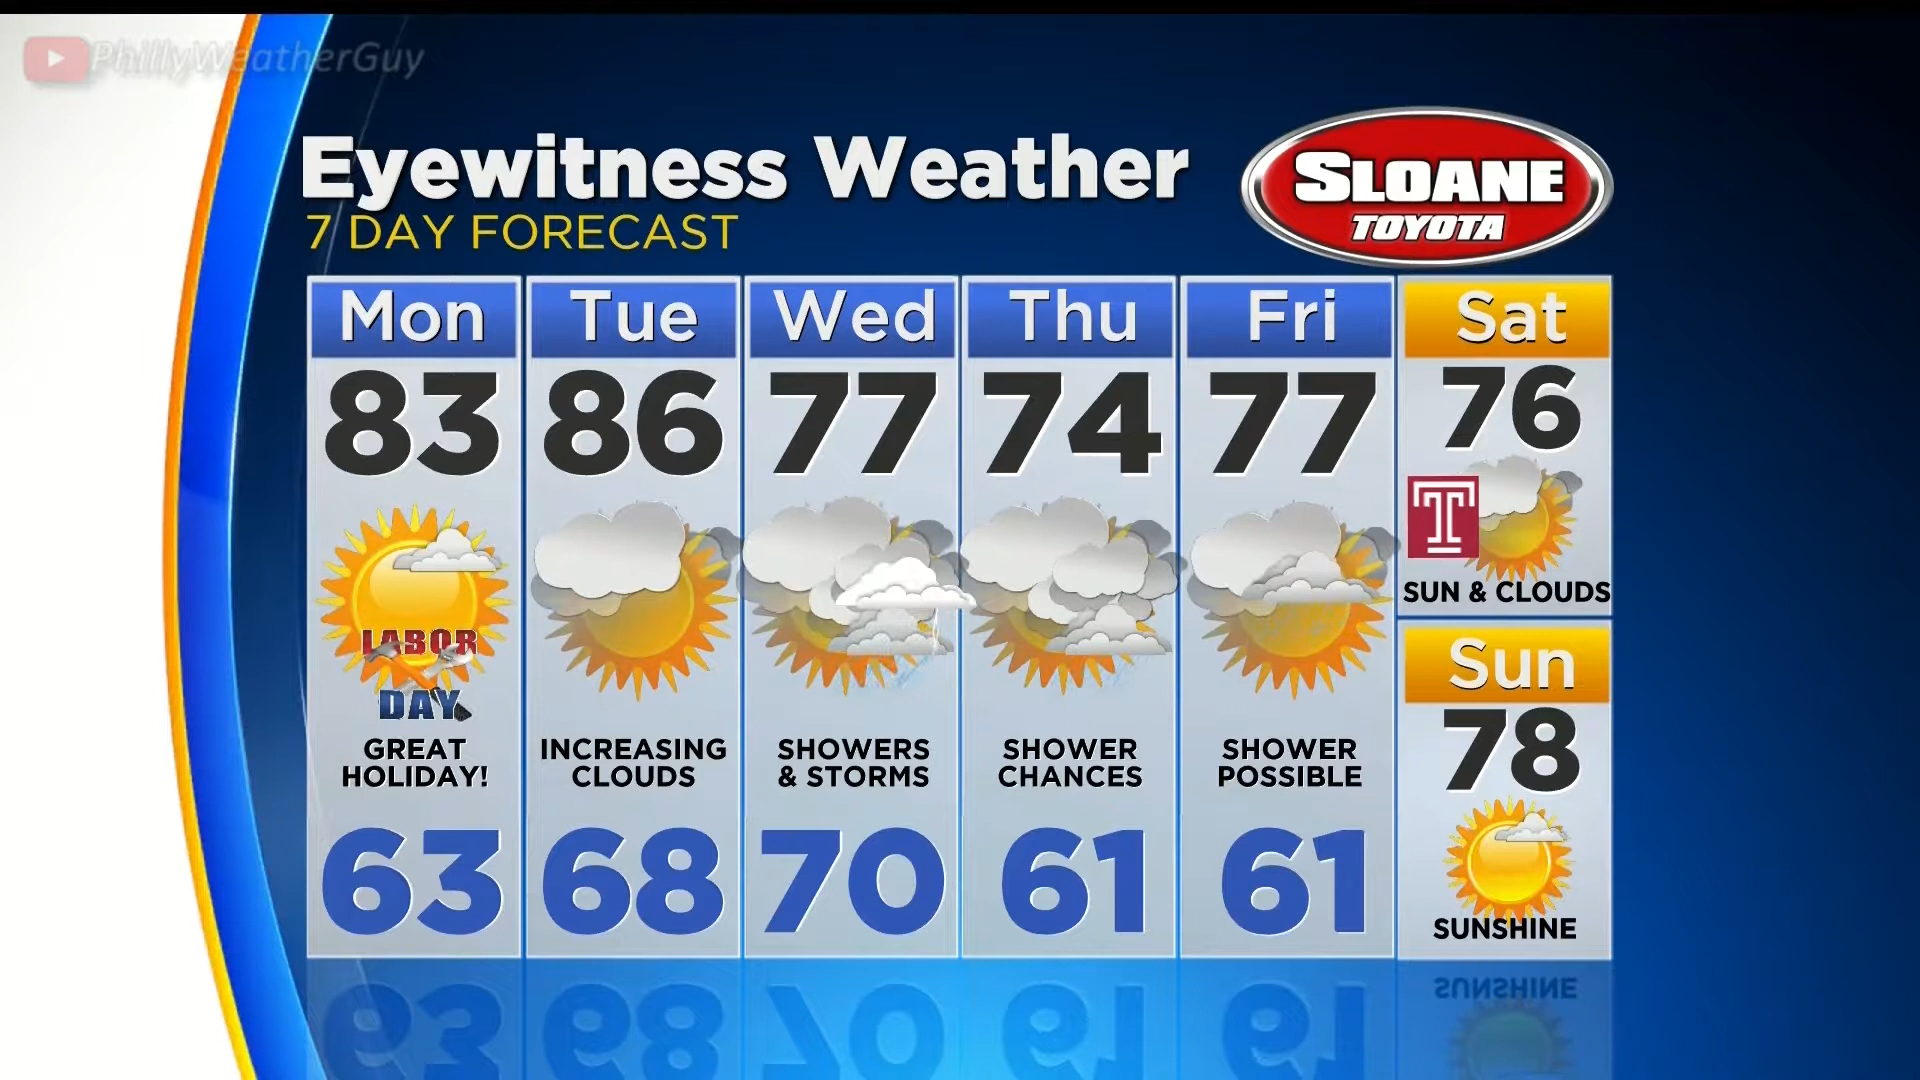 PhillyWeatherGuy
Eyewitness Weather
7 DAY FORECAST
SLOANE
TOYOTA
Mon
83
LABOR
DAY
GREAT
HOLIDAY!
63
Tue
86
INCREASING
CLOUDS
68
Wed
77
SHOWERS
& STORMS
70
Thu
74
SHOWER
CHANCES
61
Fri
77
SHOWER
POSSIBLE
61
Sat
76
T
SUN & CLOUDS
Sun
78
SUNSHINE